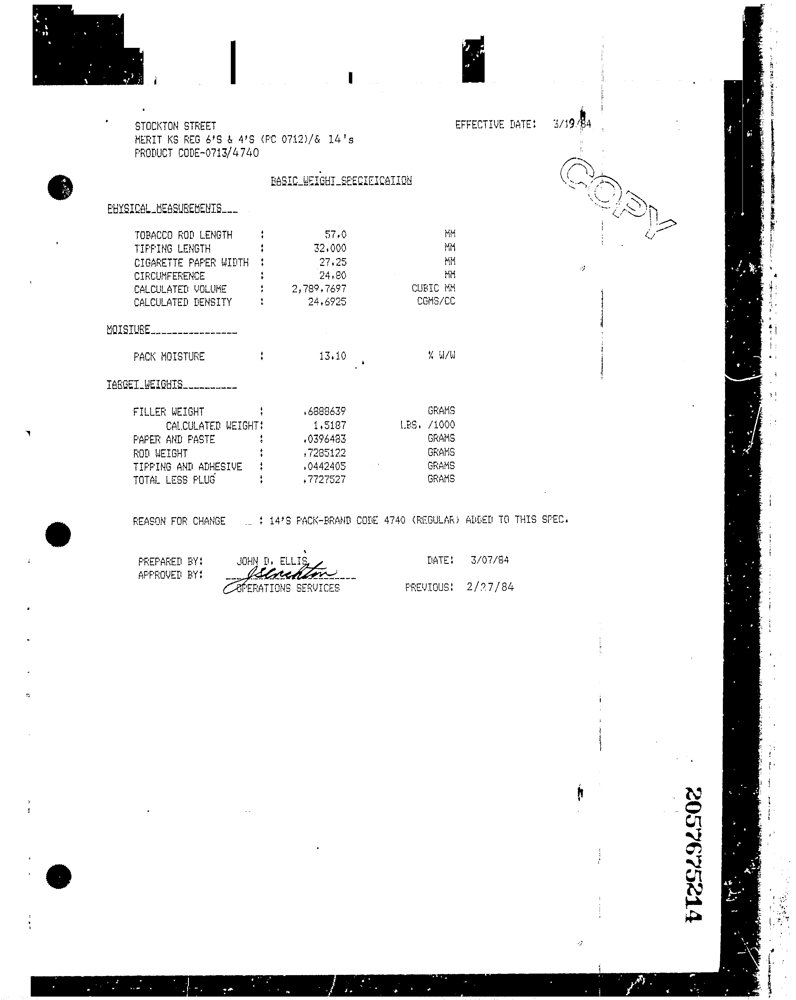 STOCKTON STREET EFFECTIVE DATE: 3/19/84
MERIT KS REG 6'S & 4'S (PC 0712)/& 14's
PRODUCT CODE-0713/4740
COPY
BASIC WEIGHT SPECIFICATION
PHYSICAL MEASUREMENTS
TOBACCO ROD LENGTH : 57.0 MM
TIPPING LENGTH : 32.000 MM
CIGARETTE PAPER WIDTH : 27.25 MM
CIRCUMFERENCE : 24.80 MM
CALCULATED VOLUME : 2,789.7697 CUBIC MM
CALCULATED DENSITY : 24.6925 CGMS/CC
MOISTURE
PACK MOISTURE : 13.10 % W/W
TARGET WEIGHTS
FILLER WEIGHT : .6888639 GRAMS
CALCULATED WEIGHT: 1.5187 LBS. /1000
PAPER AND PASTE : .0396483 GRAMS
ROD WEIGHT : .7285122 GRAMS
TIPPING AND ADHESIVE : .0442405 GRAMS
TOTAL LESS PLUG : .7727527 GRAMS
REASON FOR CHANGE : 14'S PACK-BRAND CODE 4740 (REGULAR) ADDED TO THIS SPEC.
PREPARED BY: JOHN D. ELLIS DATE: 3/07/84
APPROVED BY:
OPERATIONS SERVICES PREVIOUS: 2/27/84
2057675214